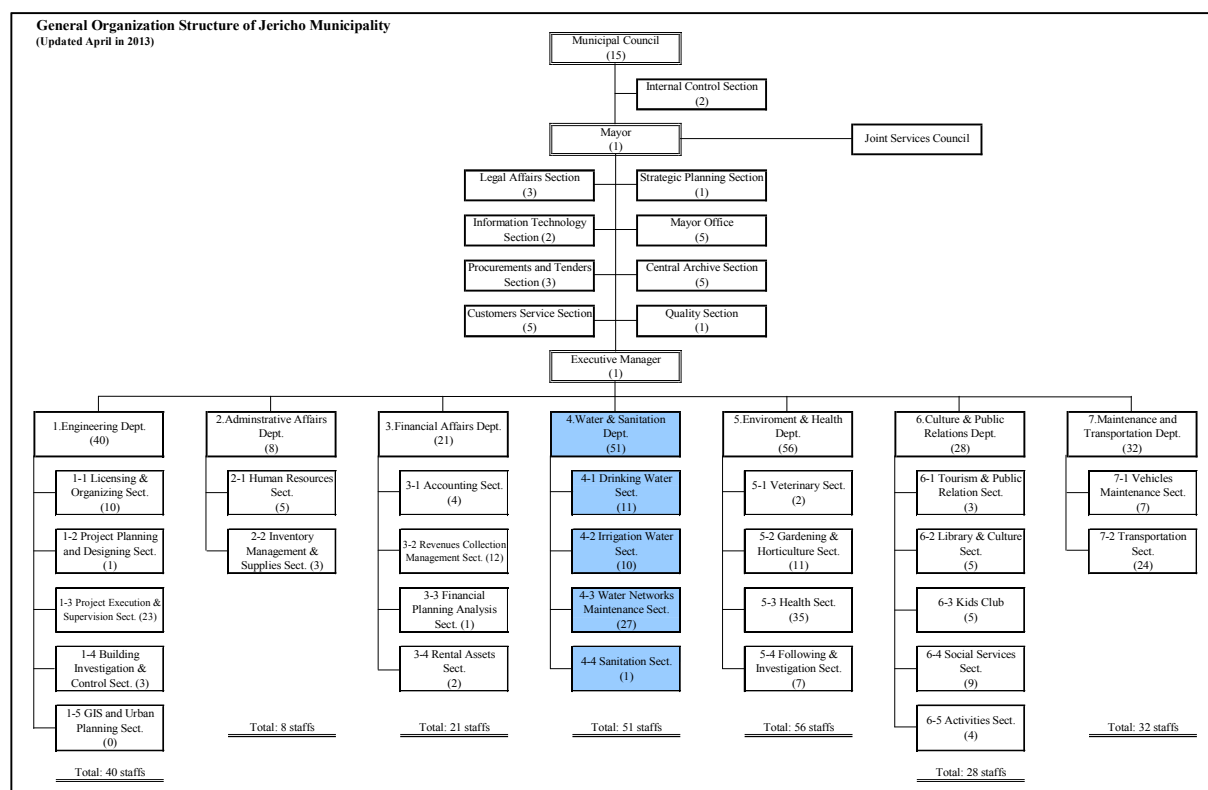 General Organization Structure of Jericho Municipality
(Updated April in 2013)
Municipal Council
(15)
Internal Control Section
(2)
Mayor
(1)
Joint Services Council
Legal Affairs Section
(3)
Strategic Planning Section
(1)
Information Technology
Section (2)
Mayor Office
(5)
Procurements and Tenders
Section (3)
Central Archive Section
(5)
Customers Service Section
(5)
Quality Section
(1)
Executive Manager
(1)
1.Engineering Dept.
(40)
1-1 Licensing &
Organizing Sect.
(10)
1-2 Project Planning
and Designing Sect.
(1)
1-3 Project Execution &
Supervision Sect. (23)
1-4 Building
Investigation &
Control Sect. (3)
1-5 GIS and Urban
Planning Sect.
(0)
Total: 40 staffs
2.Adminstrative Affairs
Dept.
(8)
2-1 Human Resources
Sect.
(5)
2-2 Inventory
Management &
Supplies Sect. (3)
Total: 8 staffs
3.Financial Affairs Dept.
(21)
3-1 Accounting Sect.
(4)
3-2 Revenues Collection
Management Sect. (12)
3-3 Financial
Planning Analysis
Sect. (1)
3-4 Rental Assets
Sect.
(2)
Total: 21 staffs
4.Water & Sanitation
Dept.
(51)
4-1 Drinking Water
Sect.
(11)
4-2 Irrigation Water
Sect.
(10)
4-3 Water Networks
Maintenance Sect.
(27)
4-4 Sanitation Sect.
(1)
Total: 51 staffs
5.Enviroment & Health
Dept.
(56)
5-1 Veterinary Sect.
(2)
5-2 Gardening &
Horticulture Sect.
(11)
5-3 Health Sect.
(35)
5-4 Following &
Investigation Sect.
(7)
Total: 56 staffs
6.Culture & Public
Relations Dept.
(28)
6-1 Tourism & Public
Relation Sect.
(3)
6-2 Library & Culture
Sect.
(5)
6-3 Kids Club
(5)
6-4 Social Services
Sect.
(9)
6-5 Activities Sect.
(4)
Total: 28 staffs
7.Maintenance and
Transportation Dept.
(32)
7-1 Vehicles
Maintenance Sect.
(7)
7-2 Transportation
Sect.
(24)
Total: 32 staffs